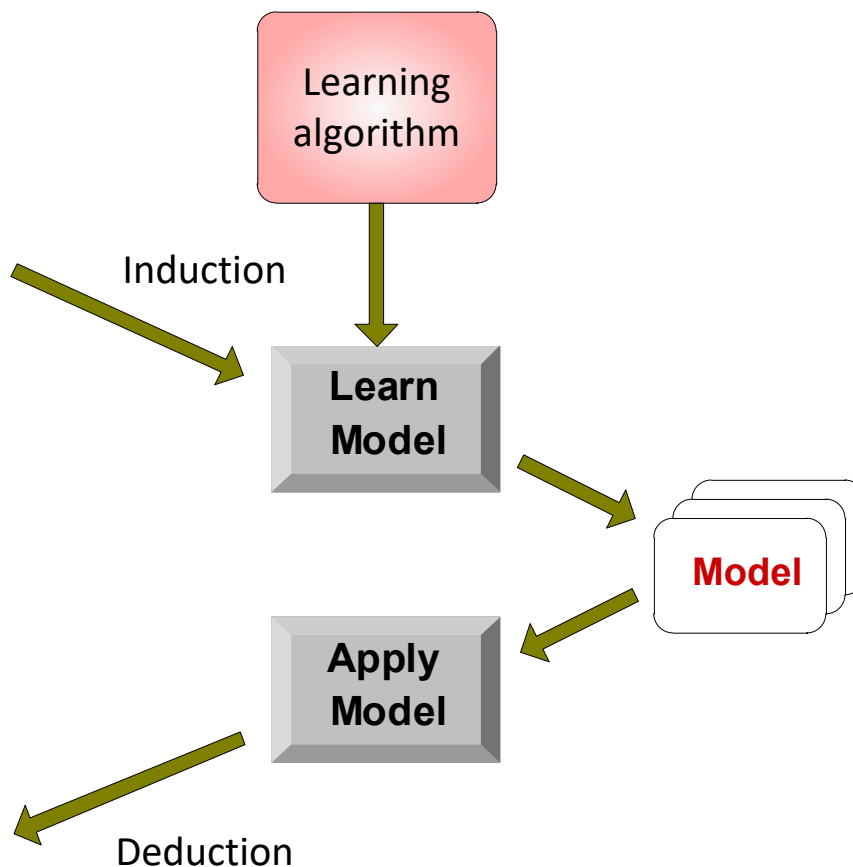 Learning
algorithm
Induction
Learn
Model
Model
Apply
Model
Deduction